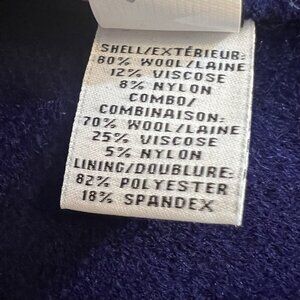 SHELL/EXTÉRIEUR:
80% WOOL/LAINE
12% VISCOSE
8% NYLON
COMBO/
COMBINAISON:
70% WOOL/LAINE
25% VISCOSE
5% NYLON
LINING/DOUBLURE:
82% POLYESTER
18% SPANDEX